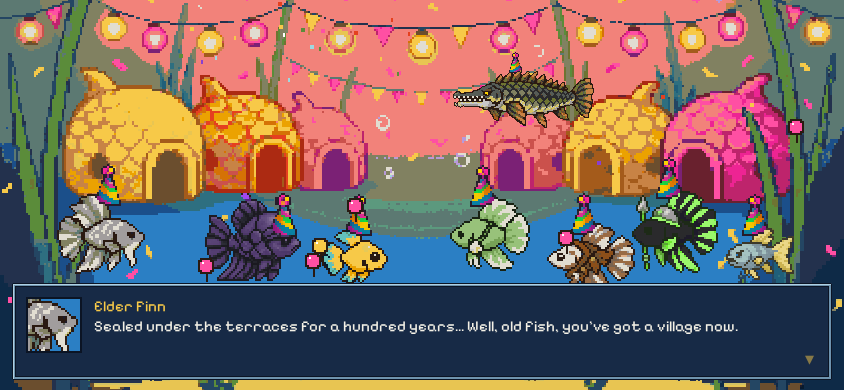 Elder Finn
Sealed under the terraces for a hundred years... Well, old fish, you've got a village now.